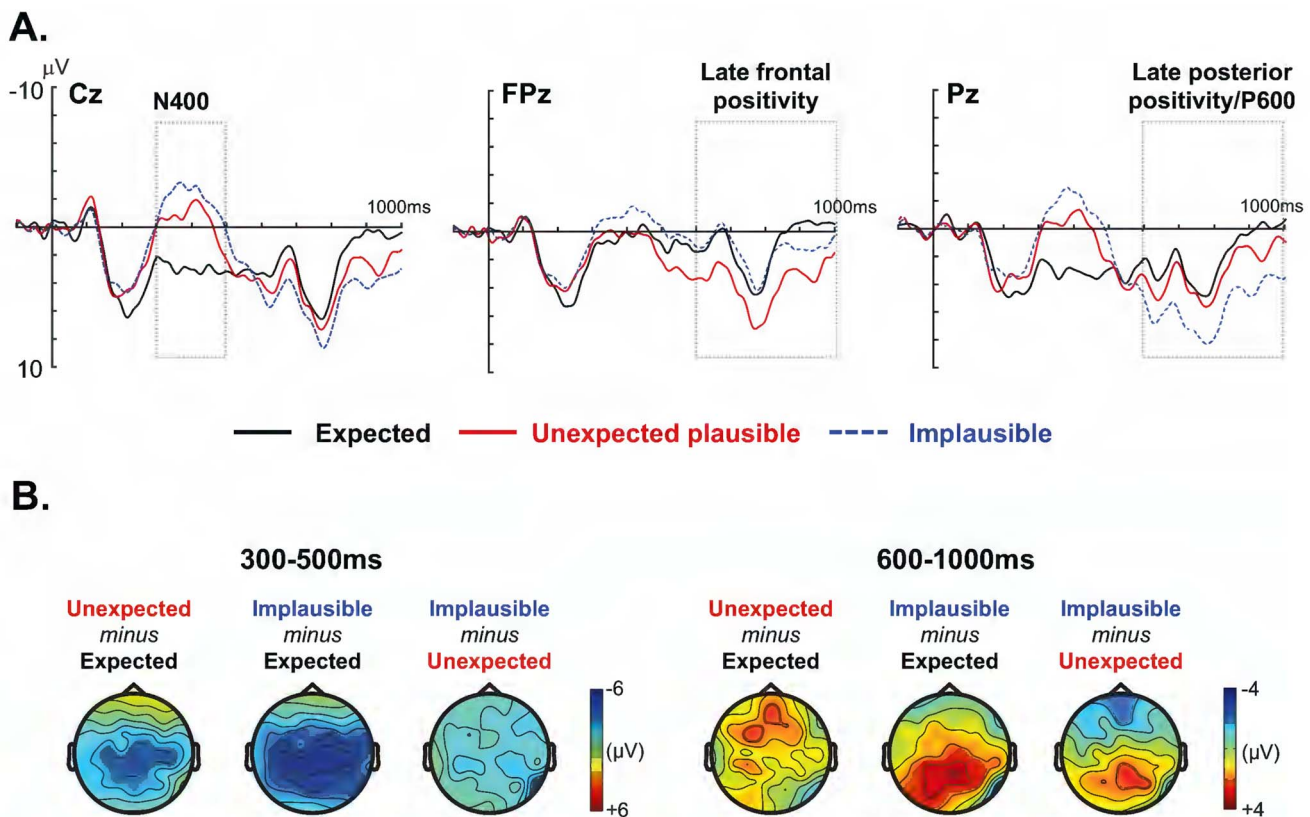 A.
μV
-10
Cz
N400
1000ms
10
FPz
Late frontal
positivity
1000ms
Pz
Late posterior
positivity/P600
1000ms
Expected
Unexpected plausible
Implausible
B.
300-500ms
Unexpected
minus
Expected
Implausible
minus
Expected
Implausible
minus
Unexpected
-6
(μV)
+6
600-1000ms
Unexpected
minus
Expected
Implausible
minus
Expected
Implausible
minus
Unexpected
-4
(μV)
+4